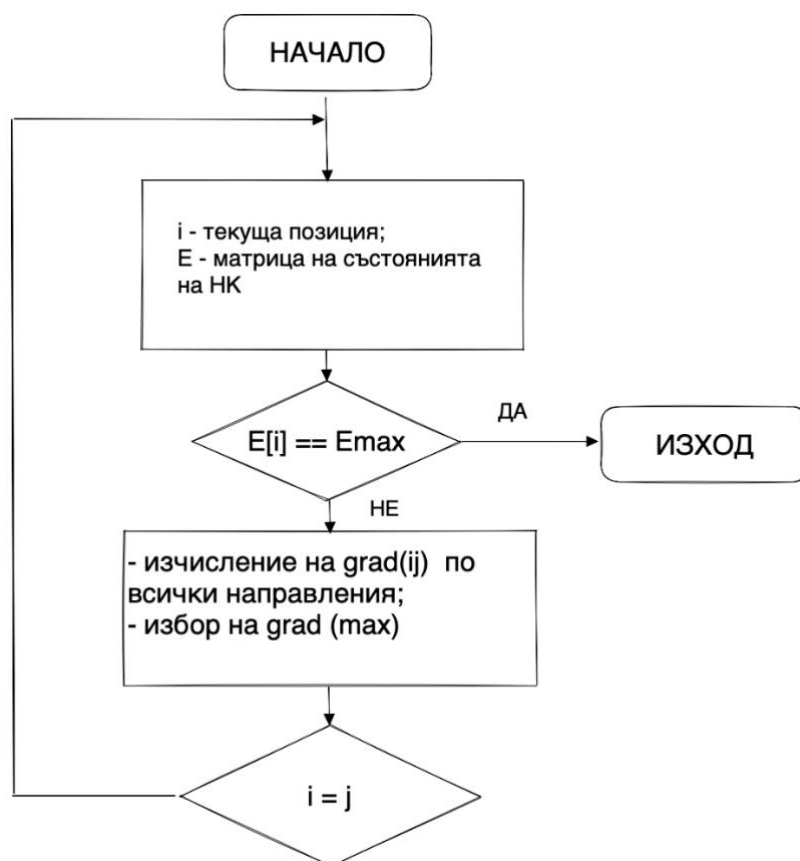 НАЧАЛО
i - текуща позиция;
E - матрица на състоянията
на НК
E[i] == Emax
ДА
ИЗХОД
НЕ
- изчисление на grad(ij) по
всички направления;
- избор на grad (max)
i = j